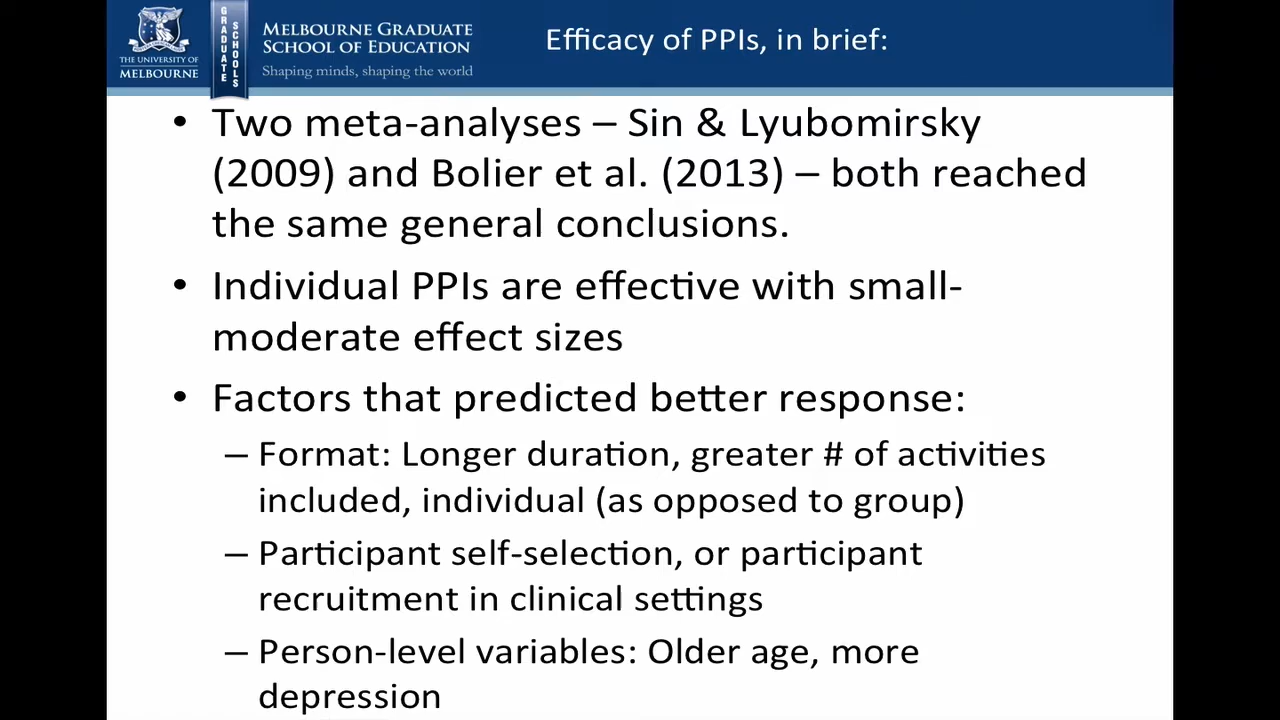 THE UNIVERSITY OF
MELBOURNE
GRADUATE
SCHOOLS
MELBOURNE GRADUATE
SCHOOL OF EDUCATION
Shaping minds, shaping the world
Efficacy of PPIs, in brief:
• Two meta-analyses – Sin & Lyubomirsky
(2009) and Bolier et al. (2013) – both reached
the same general conclusions.
• Individual PPIs are effective with small-
moderate effect sizes
• Factors that predicted better response:
– Format: Longer duration, greater # of activities
included, individual (as opposed to group)
– Participant self-selection, or participant
recruitment in clinical settings
– Person-level variables: Older age, more
depression